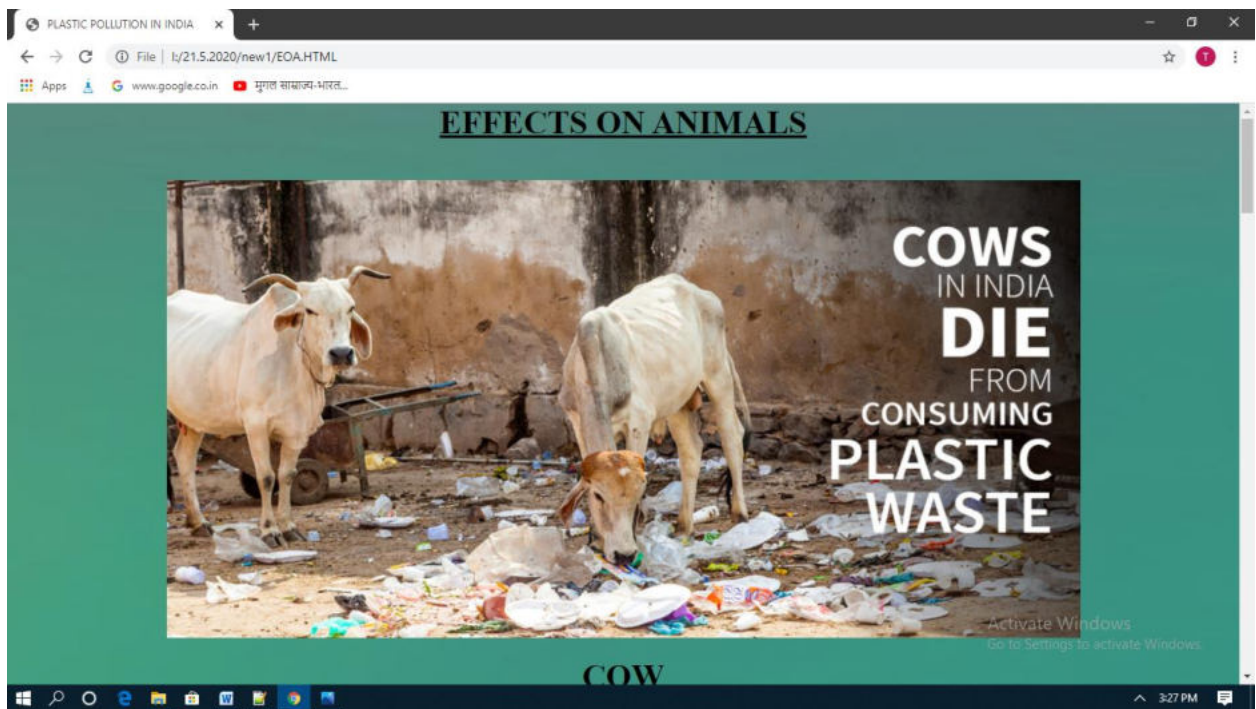 PLASTIC POLLUTION IN INDIA
File | I:/21.5.2020/new1/EOA.HTML
T
Apps
www.google.co.in
मुगल साम्राज्य-भारत...
EFFECTS ON ANIMALS
COWS
IN INDIA
DIE
FROM
CONSUMING
PLASTIC
WASTE
Activate Windows
Go to Settings to activate Windows.
COW
3:27 PM